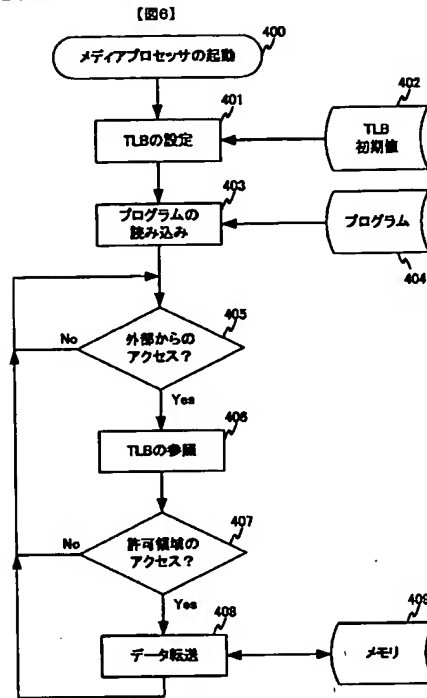 【図6】
400
メディアプロセッサの起動
401
402
TLBの設定
TLB
初期値
403
プログラムの
読み込み
プログラム
404
405
外部からの
アクセス？
No
Yes
406
TLBの参照
407
許可領域の
アクセス？
No
Yes
408
409
データ転送
メモリ